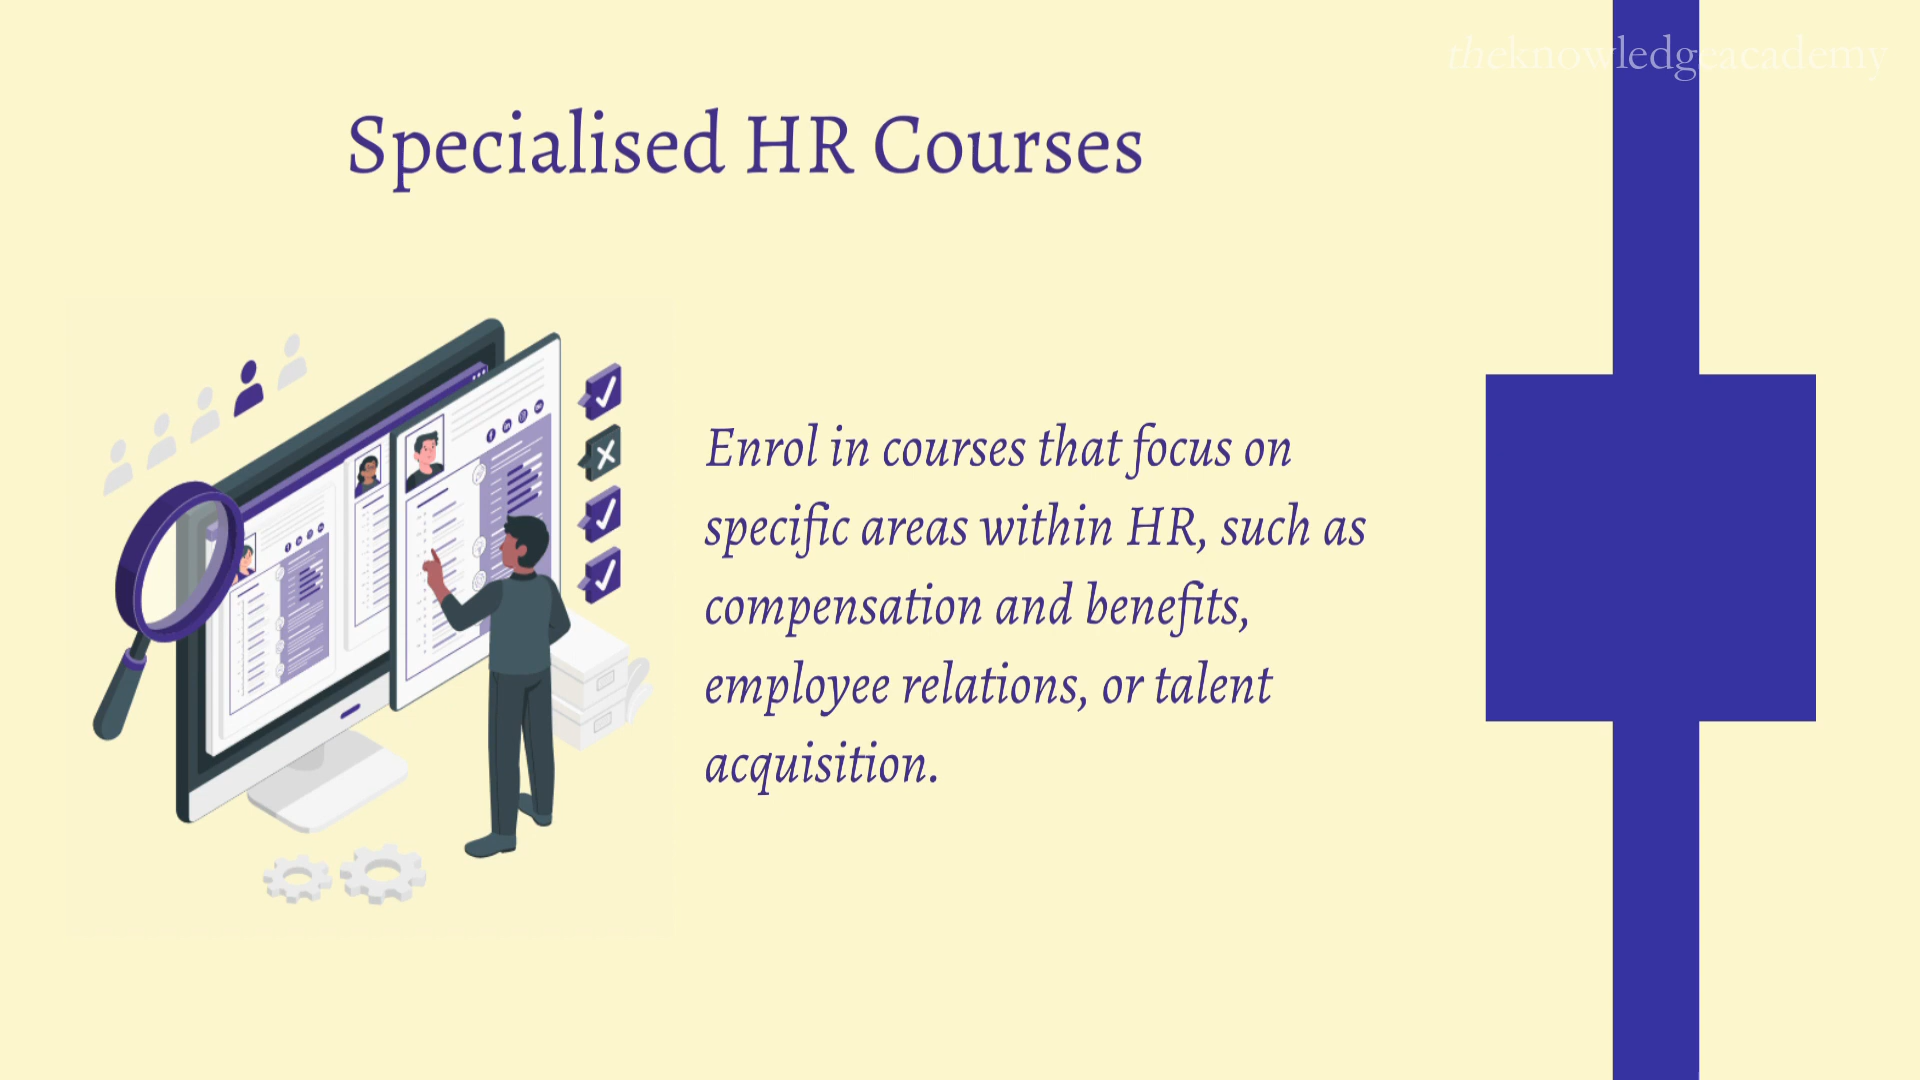 theknowledgeacademy
Specialised HR Courses
Enrol in courses that focus on
specific areas within HR, such as
compensation and benefits,
employee relations, or talent
acquisition.